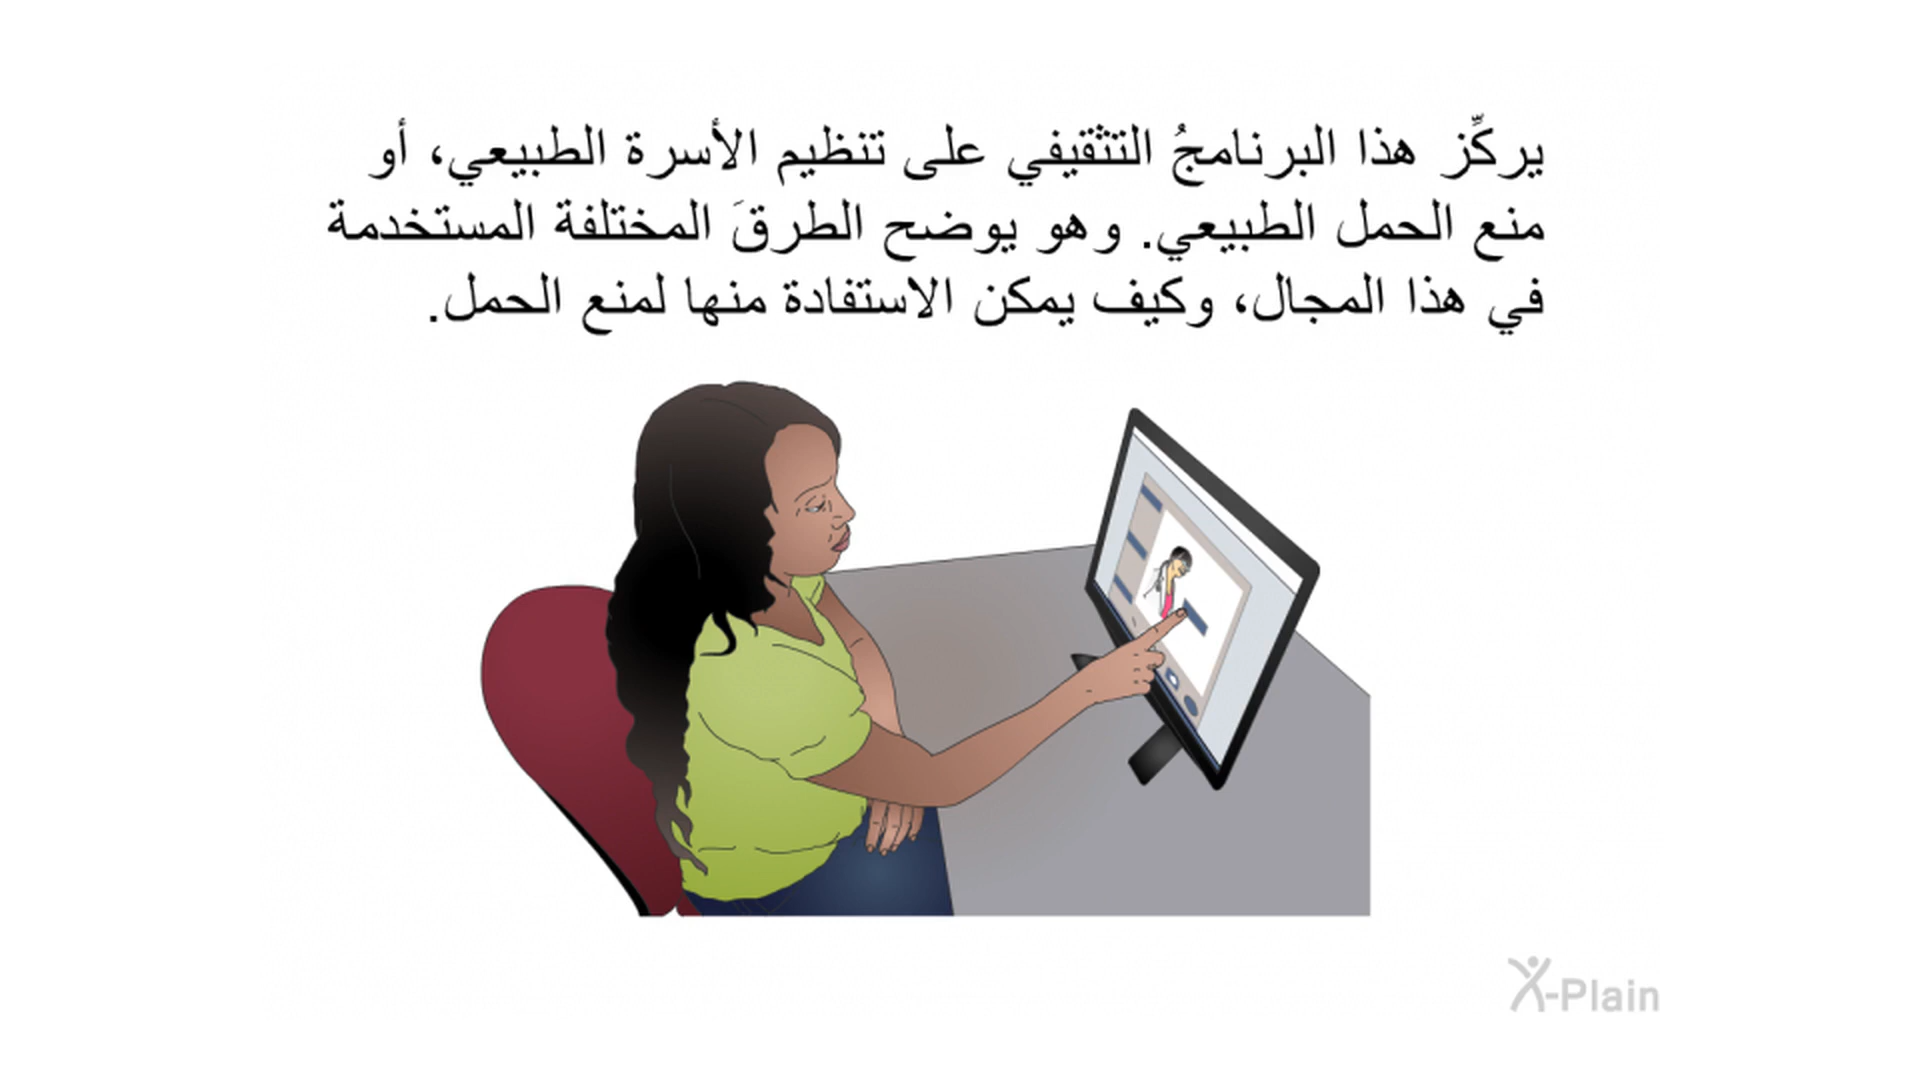 يركِّز هذا البرنامجُ التثقيفي على تنظيم الأسرة الطبيعي، أو
منع الحمل الطبيعي. وهو يوضح الطرقَ المختلفة المستخدمة
في هذا المجال، وكيف يمكن الاستفادة منها لمنع الحمل.
X-Plain